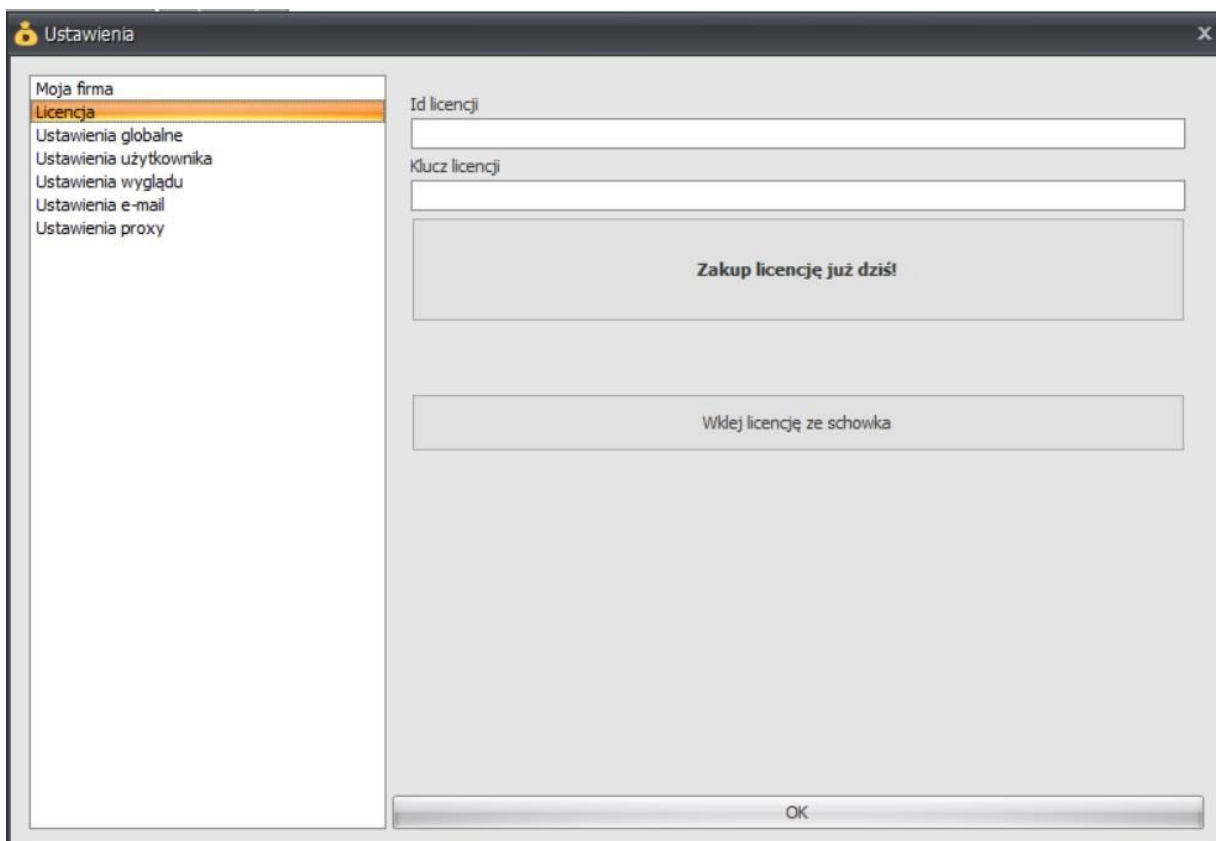 Ustawienia
x
Moja firma
Licencja
Ustawienia globalne
Ustawienia użytkownika
Ustawienia wyglądu
Ustawienia e-mail
Ustawienia proxy
Id licencji
Klucz licencji
Zakup licencję już dziś!
Wklej licencję ze schowka
OK